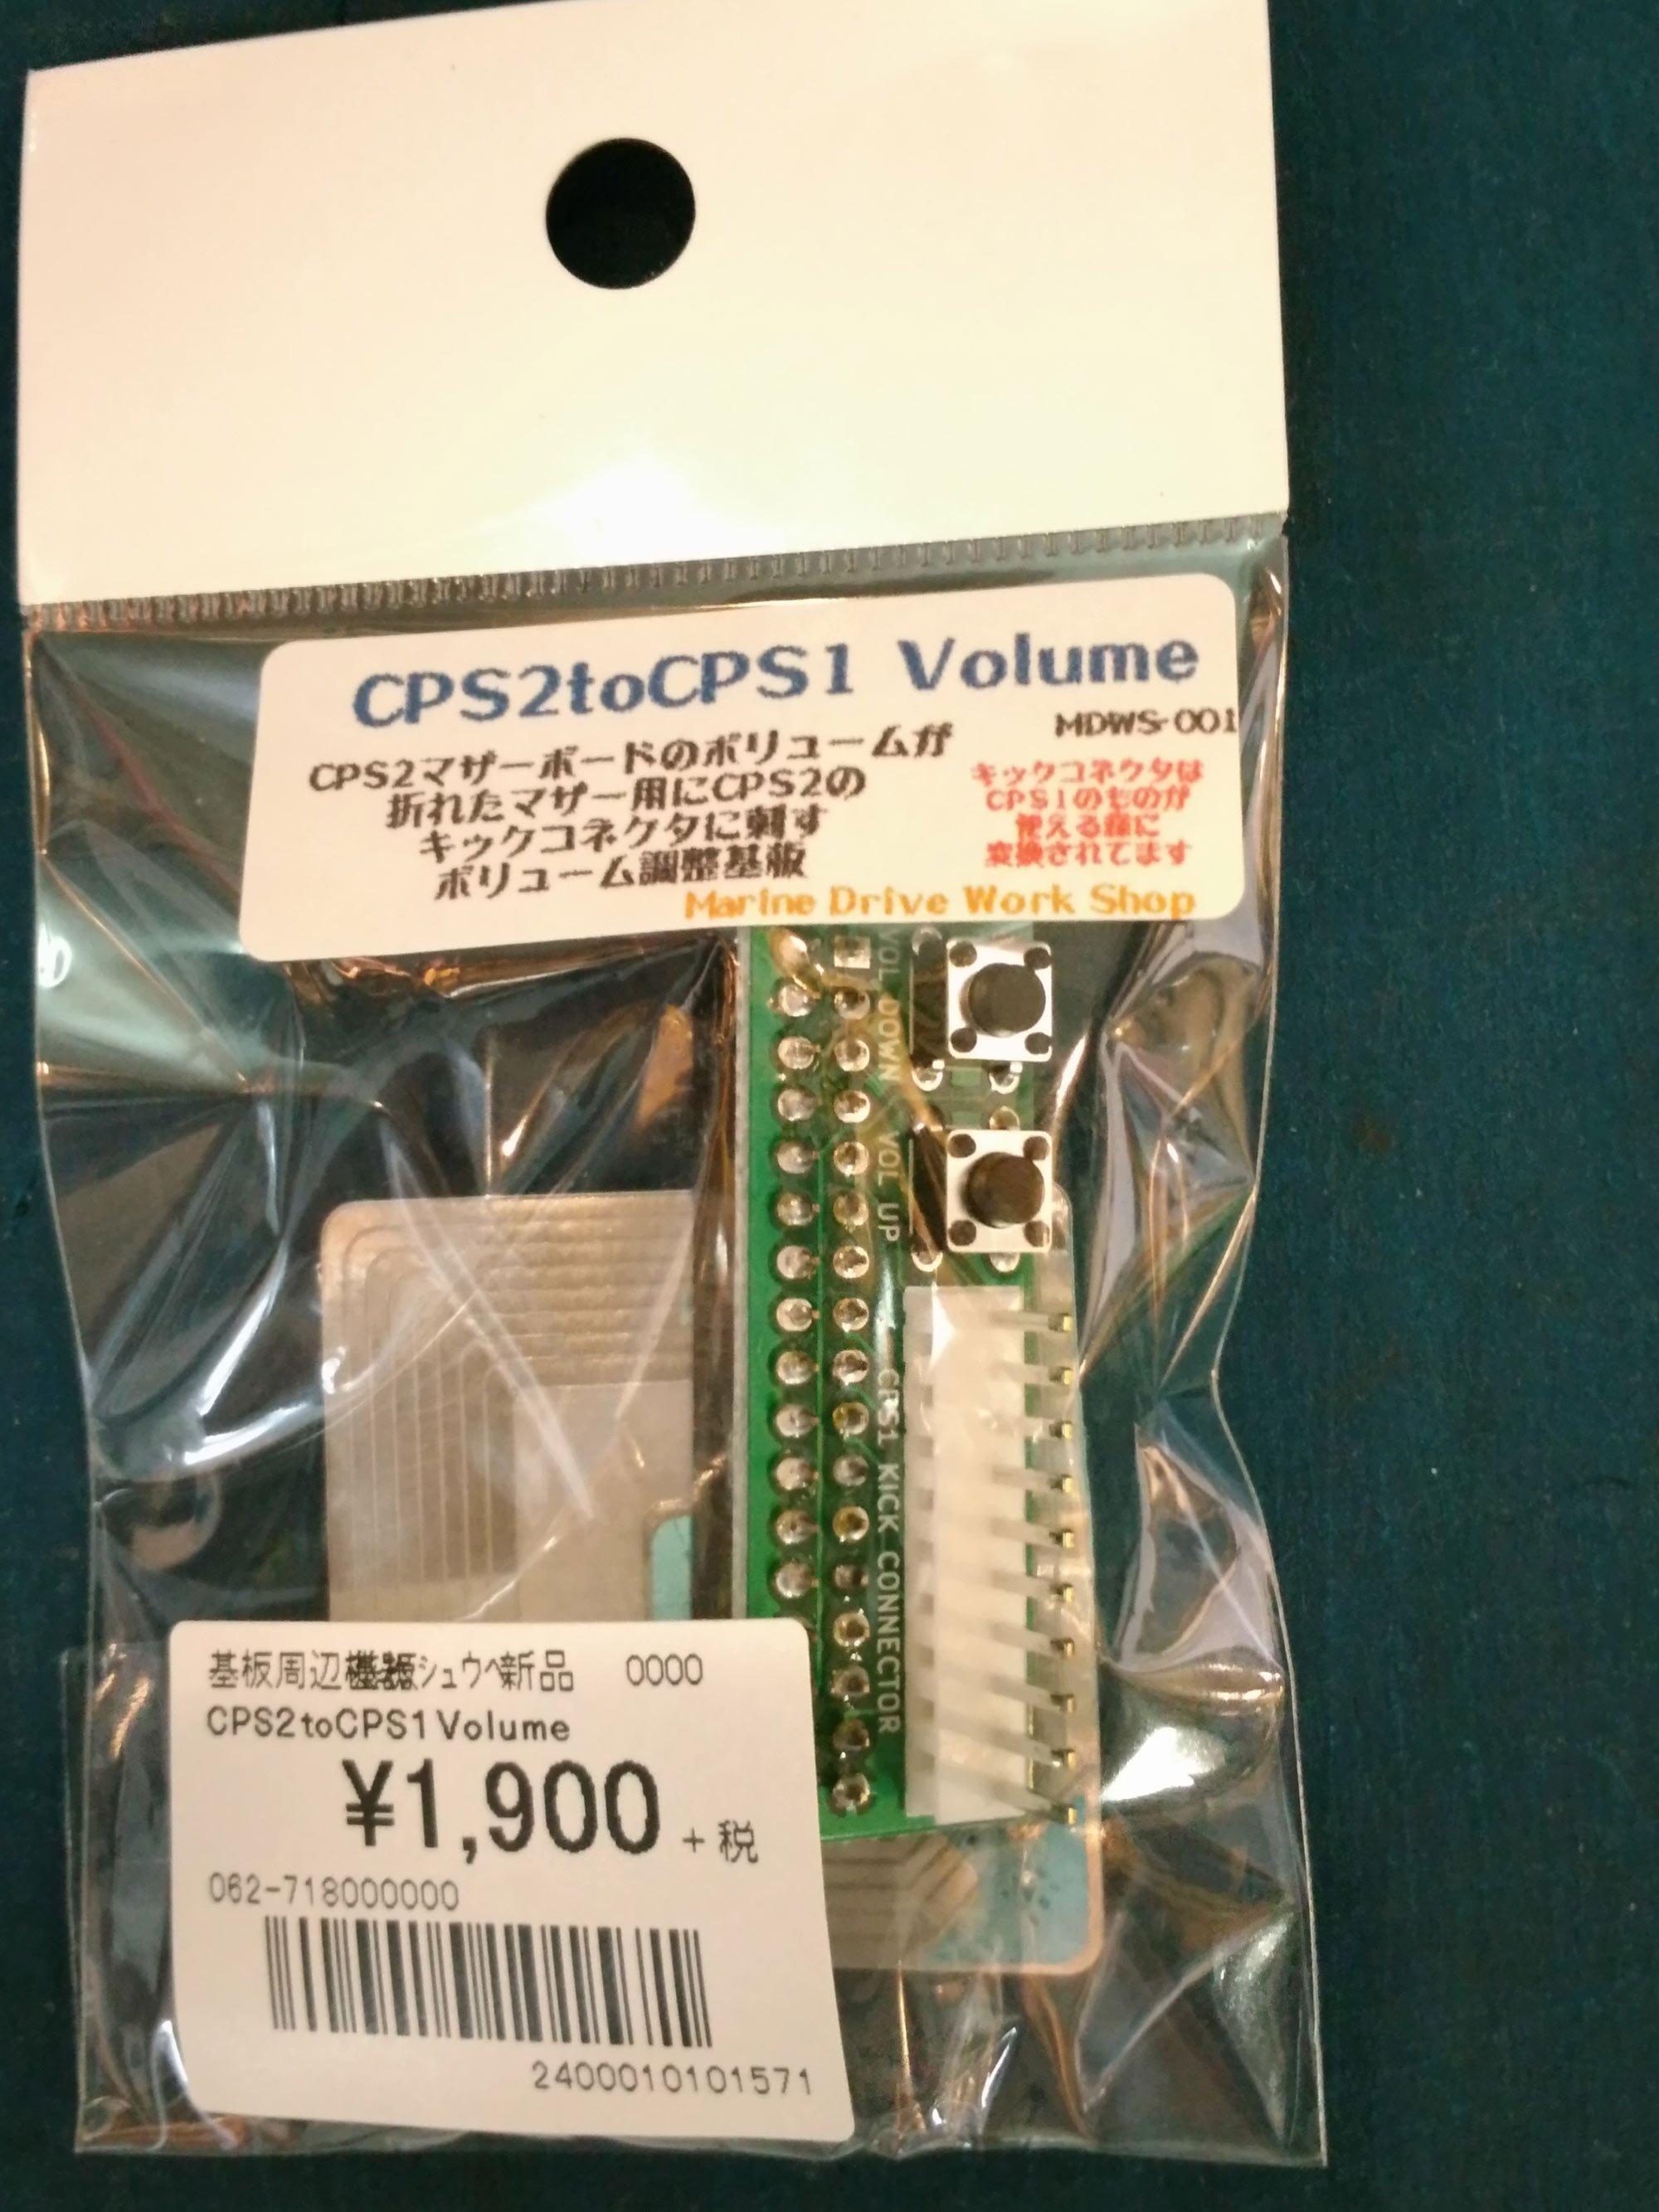 CPS2toCPS1 Volume
MDWS-001
CPS2マザーボードのボリュームが
折れたマザー用にCPS2の
キックコネクタに刺す
ボリューム調整基板
キックコネクタは
CPS1のものが
使える様に
変換されてます
Marine Drive Work Shop
VOL DOWN
VOL UP
CPS1 KICK CONNECTOR
基板周辺 ｼｭｳﾍ新品 0000
CPS2toCPS1Volume
¥1,900 +税
062-718000000
2400010101571